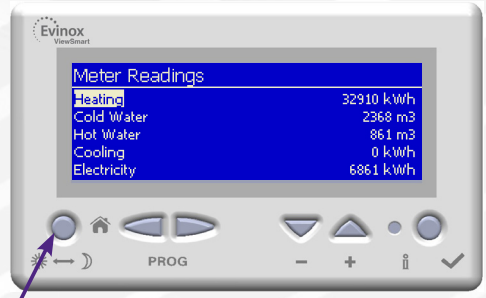 Evinox
ViewSmart
Meter Readings
Heating 32910 kWh
Cold Water 2368 m3
Hot Water 861 m3
Cooling 0 kWh
Electricity 6861 kWh
PROG − + i